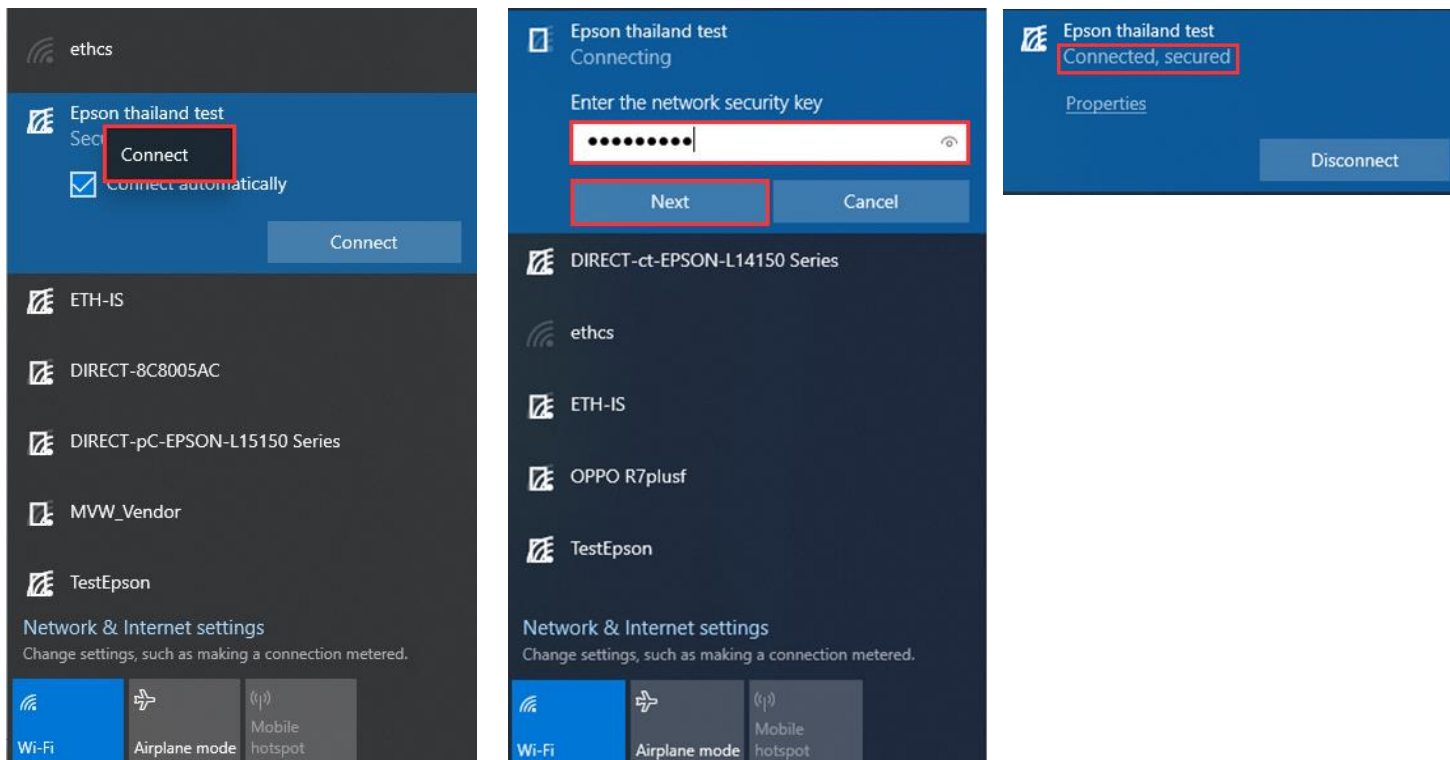 ethcs
Epson thailand test
Connect
Connect automatically
Connect
ETH-IS
DIRECT-8C8005AC
DIRECT-pC-EPSON-L15150 Series
MVW_Vendor
TestEpson
Network & Internet settings
Change settings, such as making a connection metered.
Wi-Fi
Airplane mode
Mobile
hotspot
Epson thailand test
Connecting
Enter the network security key
Next
Cancel
DIRECT-ct-EPSON-L14150 Series
ethcs
ETH-IS
OPPO R7plusf
TestEpson
Network & Internet settings
Change settings, such as making a connection metered.
Wi-Fi
Airplane mode
Mobile
hotspot
Epson thailand test
Connected, secured
Properties
Disconnect